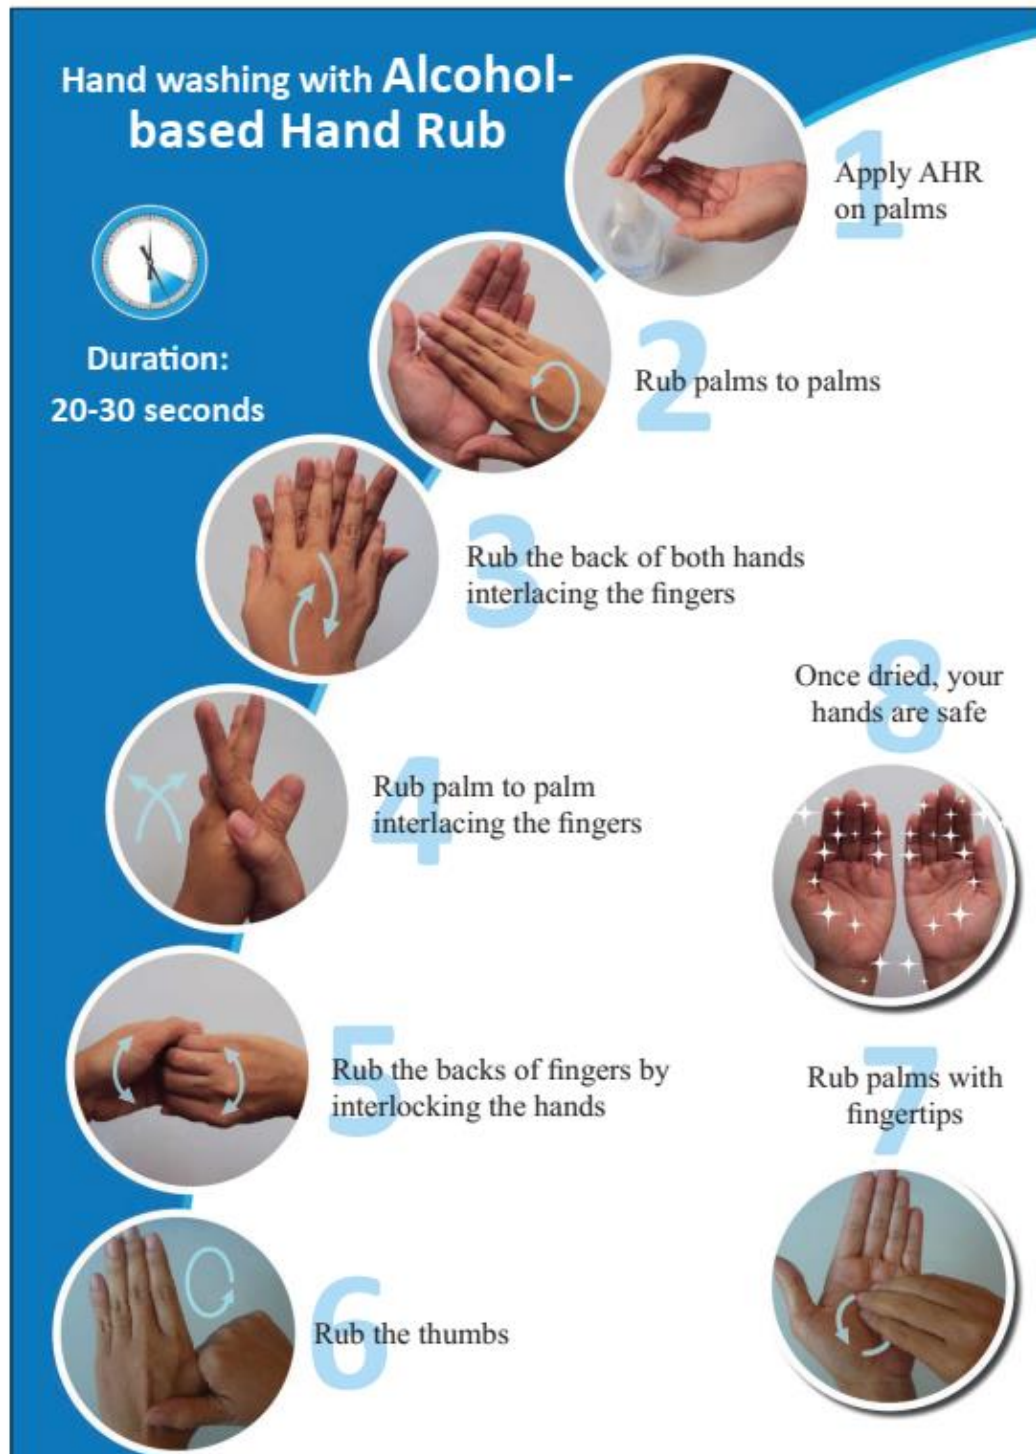 Hand washing with Alcohol-
based Hand Rub
Duration:
20-30 seconds
1
Apply AHR
on palms
2
Rub palms to palms
3
Rub the back of both hands
interlacing the fingers
4
Rub palm to palm
interlacing the fingers
5
Rub the backs of fingers by
interlocking the hands
6
Rub the thumbs
7
Rub palms with
fingertips
8
Once dried, your
hands are safe